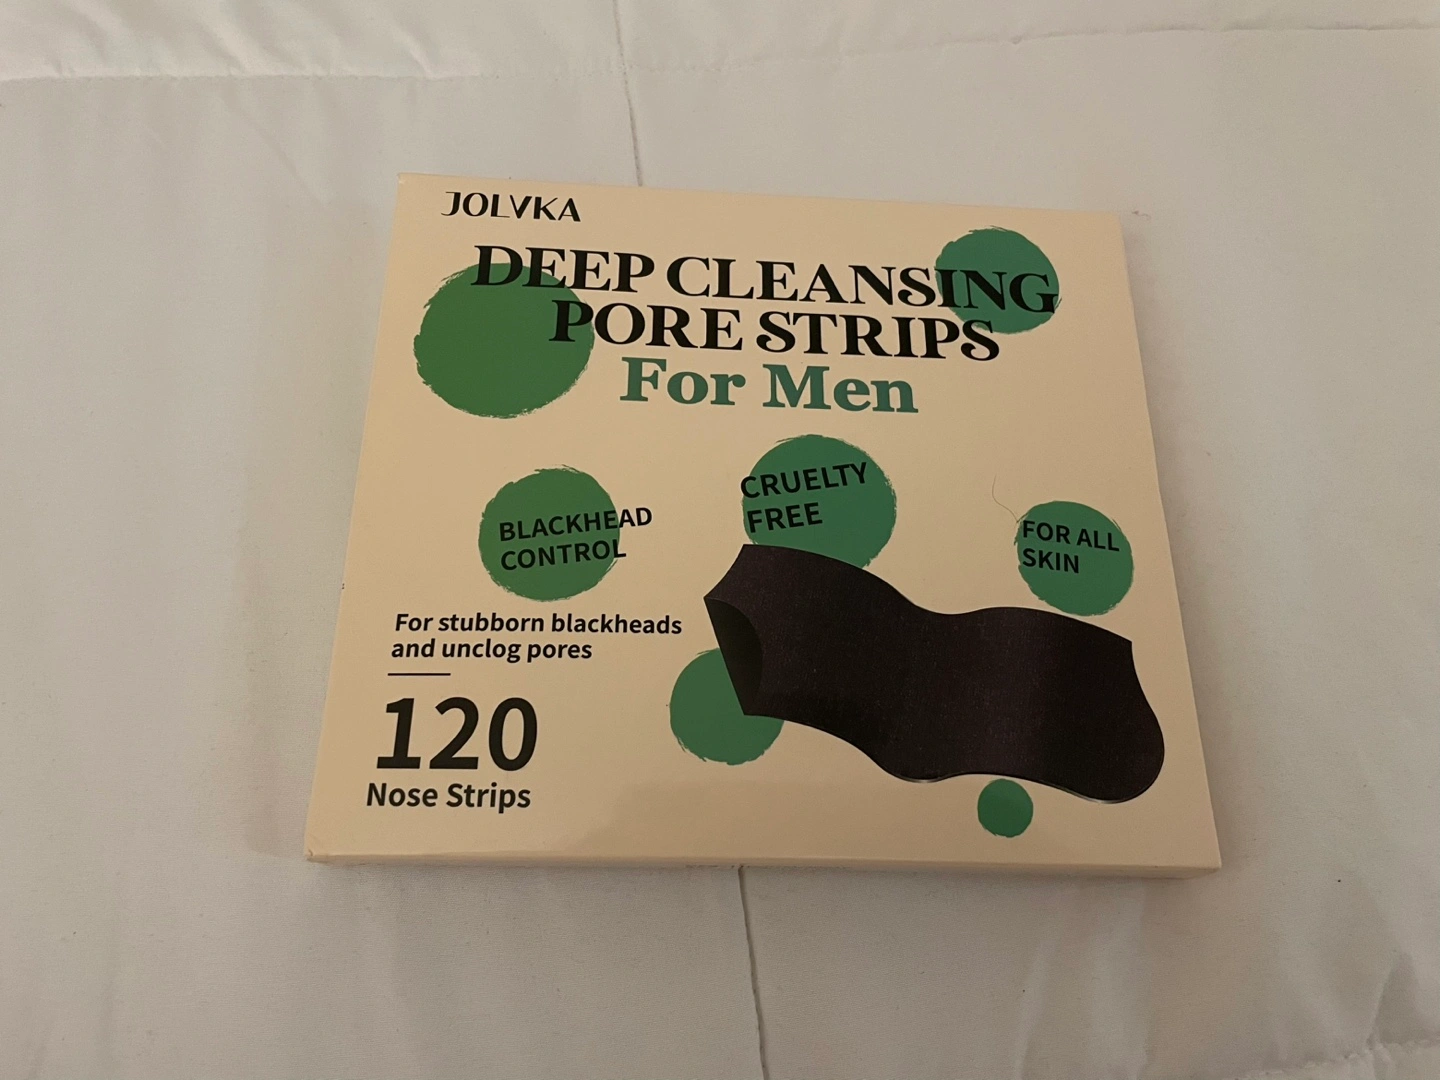 JOLVKA
DEEP CLEANSING
PORE STRIPS
For Men
BLACKHEAD
CONTROL
CRUELTY
FREE
FOR ALL
SKIN
For stubborn blackheads
and unclog pores
120
Nose Strips